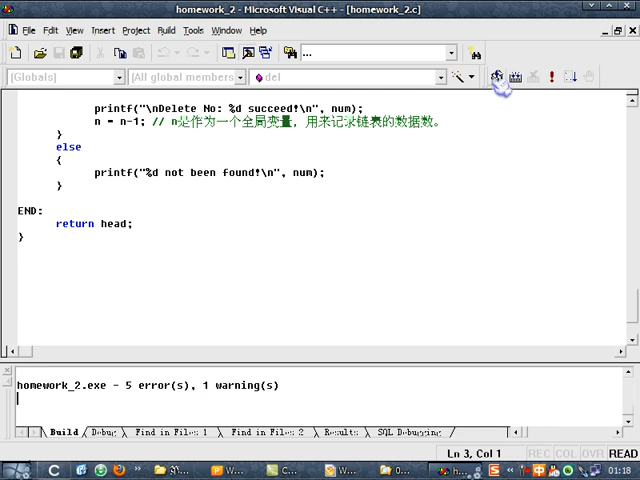 homework_2 - Microsoft Visual C++ - [homework_2.c]
File Edit View Insert Project Build Tools Window Help
...
[Globals] [All global members] del
printf("\nDelete No: %d succeed!\n", num);
n = n-1; // n是作为一个全局变量，用来记录链表的数据数。
}
else
{
printf("%d not been found!\n", num);
}
END:
return head;
}
homework_2.exe - 5 error(s), 1 warning(s)
Build Debug Find in Files 1 Find in Files 2 Results SQL Debugging
Ln 3, Col 1 REC COL OVR READ
W... C... W... 0... h... 中 01:18